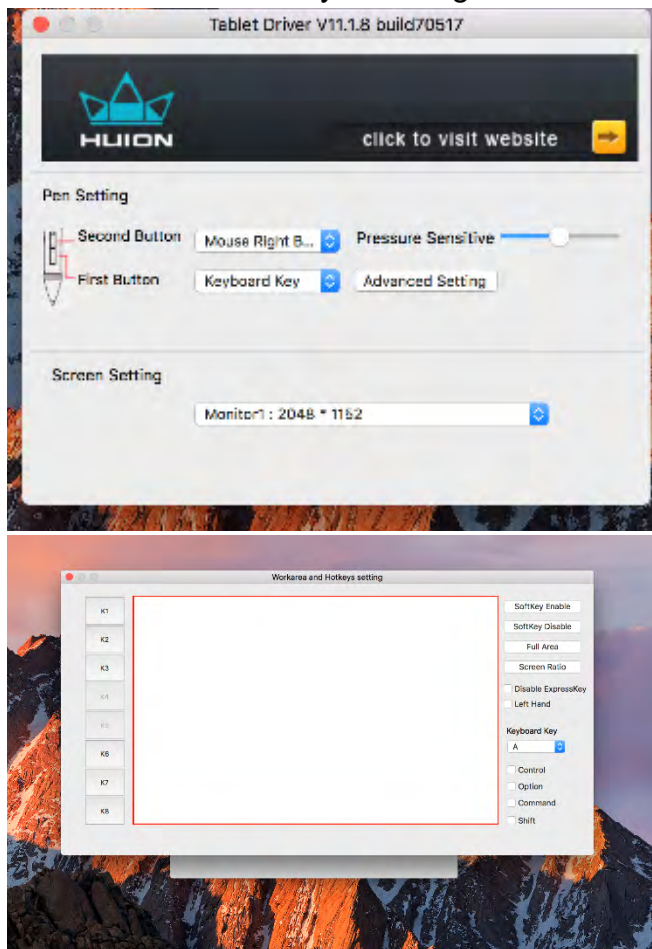 Tablet Driver V11.1.8 build70517
HUION
click to visit website
Pen Setting
Second Button
Mouse Right B...
Pressure Sensitive
First Button
Keyboard Key
Advanced Setting
Screen Setting
Monitor1 : 2048 * 1152
Workarea and Hotkeys setting
K1
K2
K3
K4
K5
K6
K7
K8
SoftKey Enable
SoftKey Disable
Full Area
Screen Ratio
Disable ExpressKey
Left Hand
Keyboard Key
A
Control
Option
Command
Shift